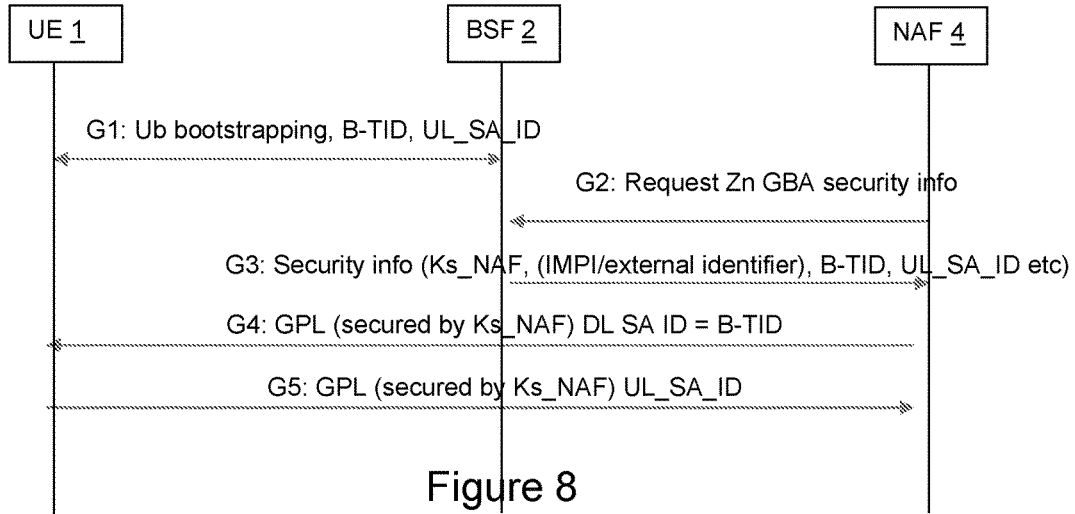 UE 1
BSF 2
NAF 4
G1: Ub bootstrapping, B-TID, UL_SA_ID
G2: Request Zn GBA security info
G3: Security info (Ks_NAF, (IMPI/external identifier), B-TID, UL_SA_ID etc)
G4: GPL (secured by Ks_NAF) DL SA ID = B-TID
G5: GPL (secured by Ks_NAF) UL_SA_ID
Figure 8